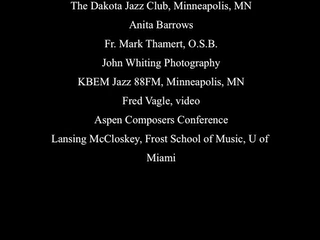 The Dakota Jazz Club, Minneapolis, MN
Anita Barrows
Fr. Mark Thamert, O.S.B.
John Whiting Photography
KBEM Jazz 88FM, Minneapolis, MN
Fred Vagle, video
Aspen Composers Conference
Lansing McCloskey, Frost School of Music, U of
Miami